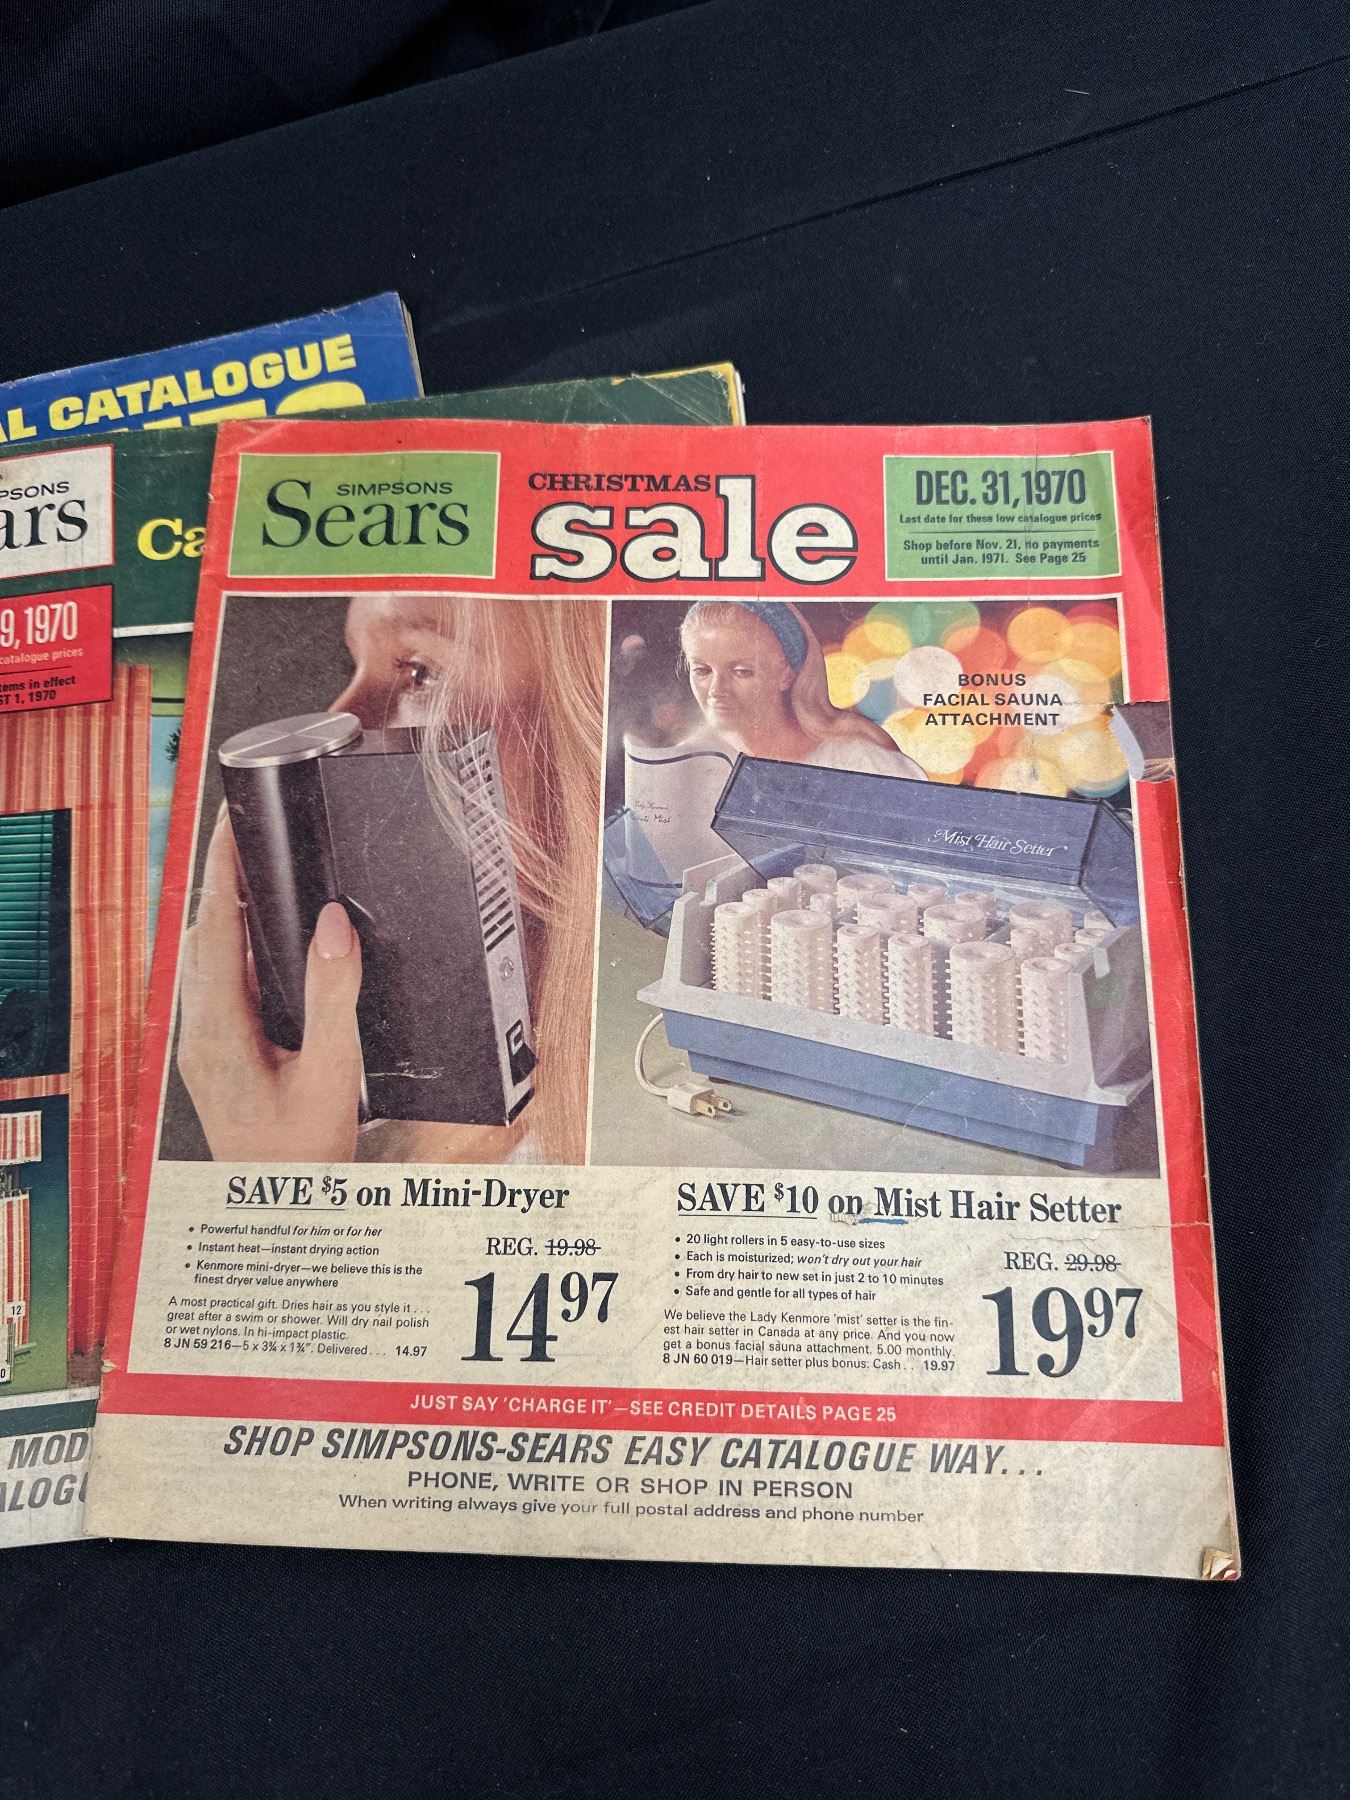 AL CATALOGUE
SIMPSONS
Sears
CHRISTMAS
sale
DEC. 31, 1970
Last date for these low catalogue prices
Shop before Nov. 21, no payments
until Jan. 1971. See Page 25
PSONS
ars
Ca
9, 1970
catalogue prices
tems in effect
ST 1, 1970
BONUS
FACIAL SAUNA
ATTACHMENT
Mist Hair Setter
SAVE $5 on Mini-Dryer
• Powerful handful for him or for her
• Instant heat—instant drying action
• Kenmore mini-dryer—we believe this is the
finest dryer value anywhere
REG. 19.98
14 97
A most practical gift. Dries hair as you style it . . .
great after a swim or shower. Will dry nail polish
or wet nylons. In hi-impact plastic.
8 JN 59 216—5 x 3¾ x 1¾". Delivered . . . 14.97
SAVE $10 on Mist Hair Setter
• 20 light rollers in 5 easy-to-use sizes
• Each is moisturized; won't dry out your hair
• From dry hair to new set in just 2 to 10 minutes
• Safe and gentle for all types of hair
REG. 29.98
19 97
We believe the Lady Kenmore 'mist' setter is the fin-
est hair setter in Canada at any price. And you now
get a bonus facial sauna attachment. 5.00 monthly.
8 JN 60 019—Hair setter plus bonus. Cash . . 19.97
12
JUST SAY 'CHARGE IT'—SEE CREDIT DETAILS PAGE 25
SHOP SIMPSONS-SEARS EASY CATALOGUE WAY. . .
PHONE, WRITE OR SHOP IN PERSON
When writing always give your full postal address and phone number
MOD
ALOG